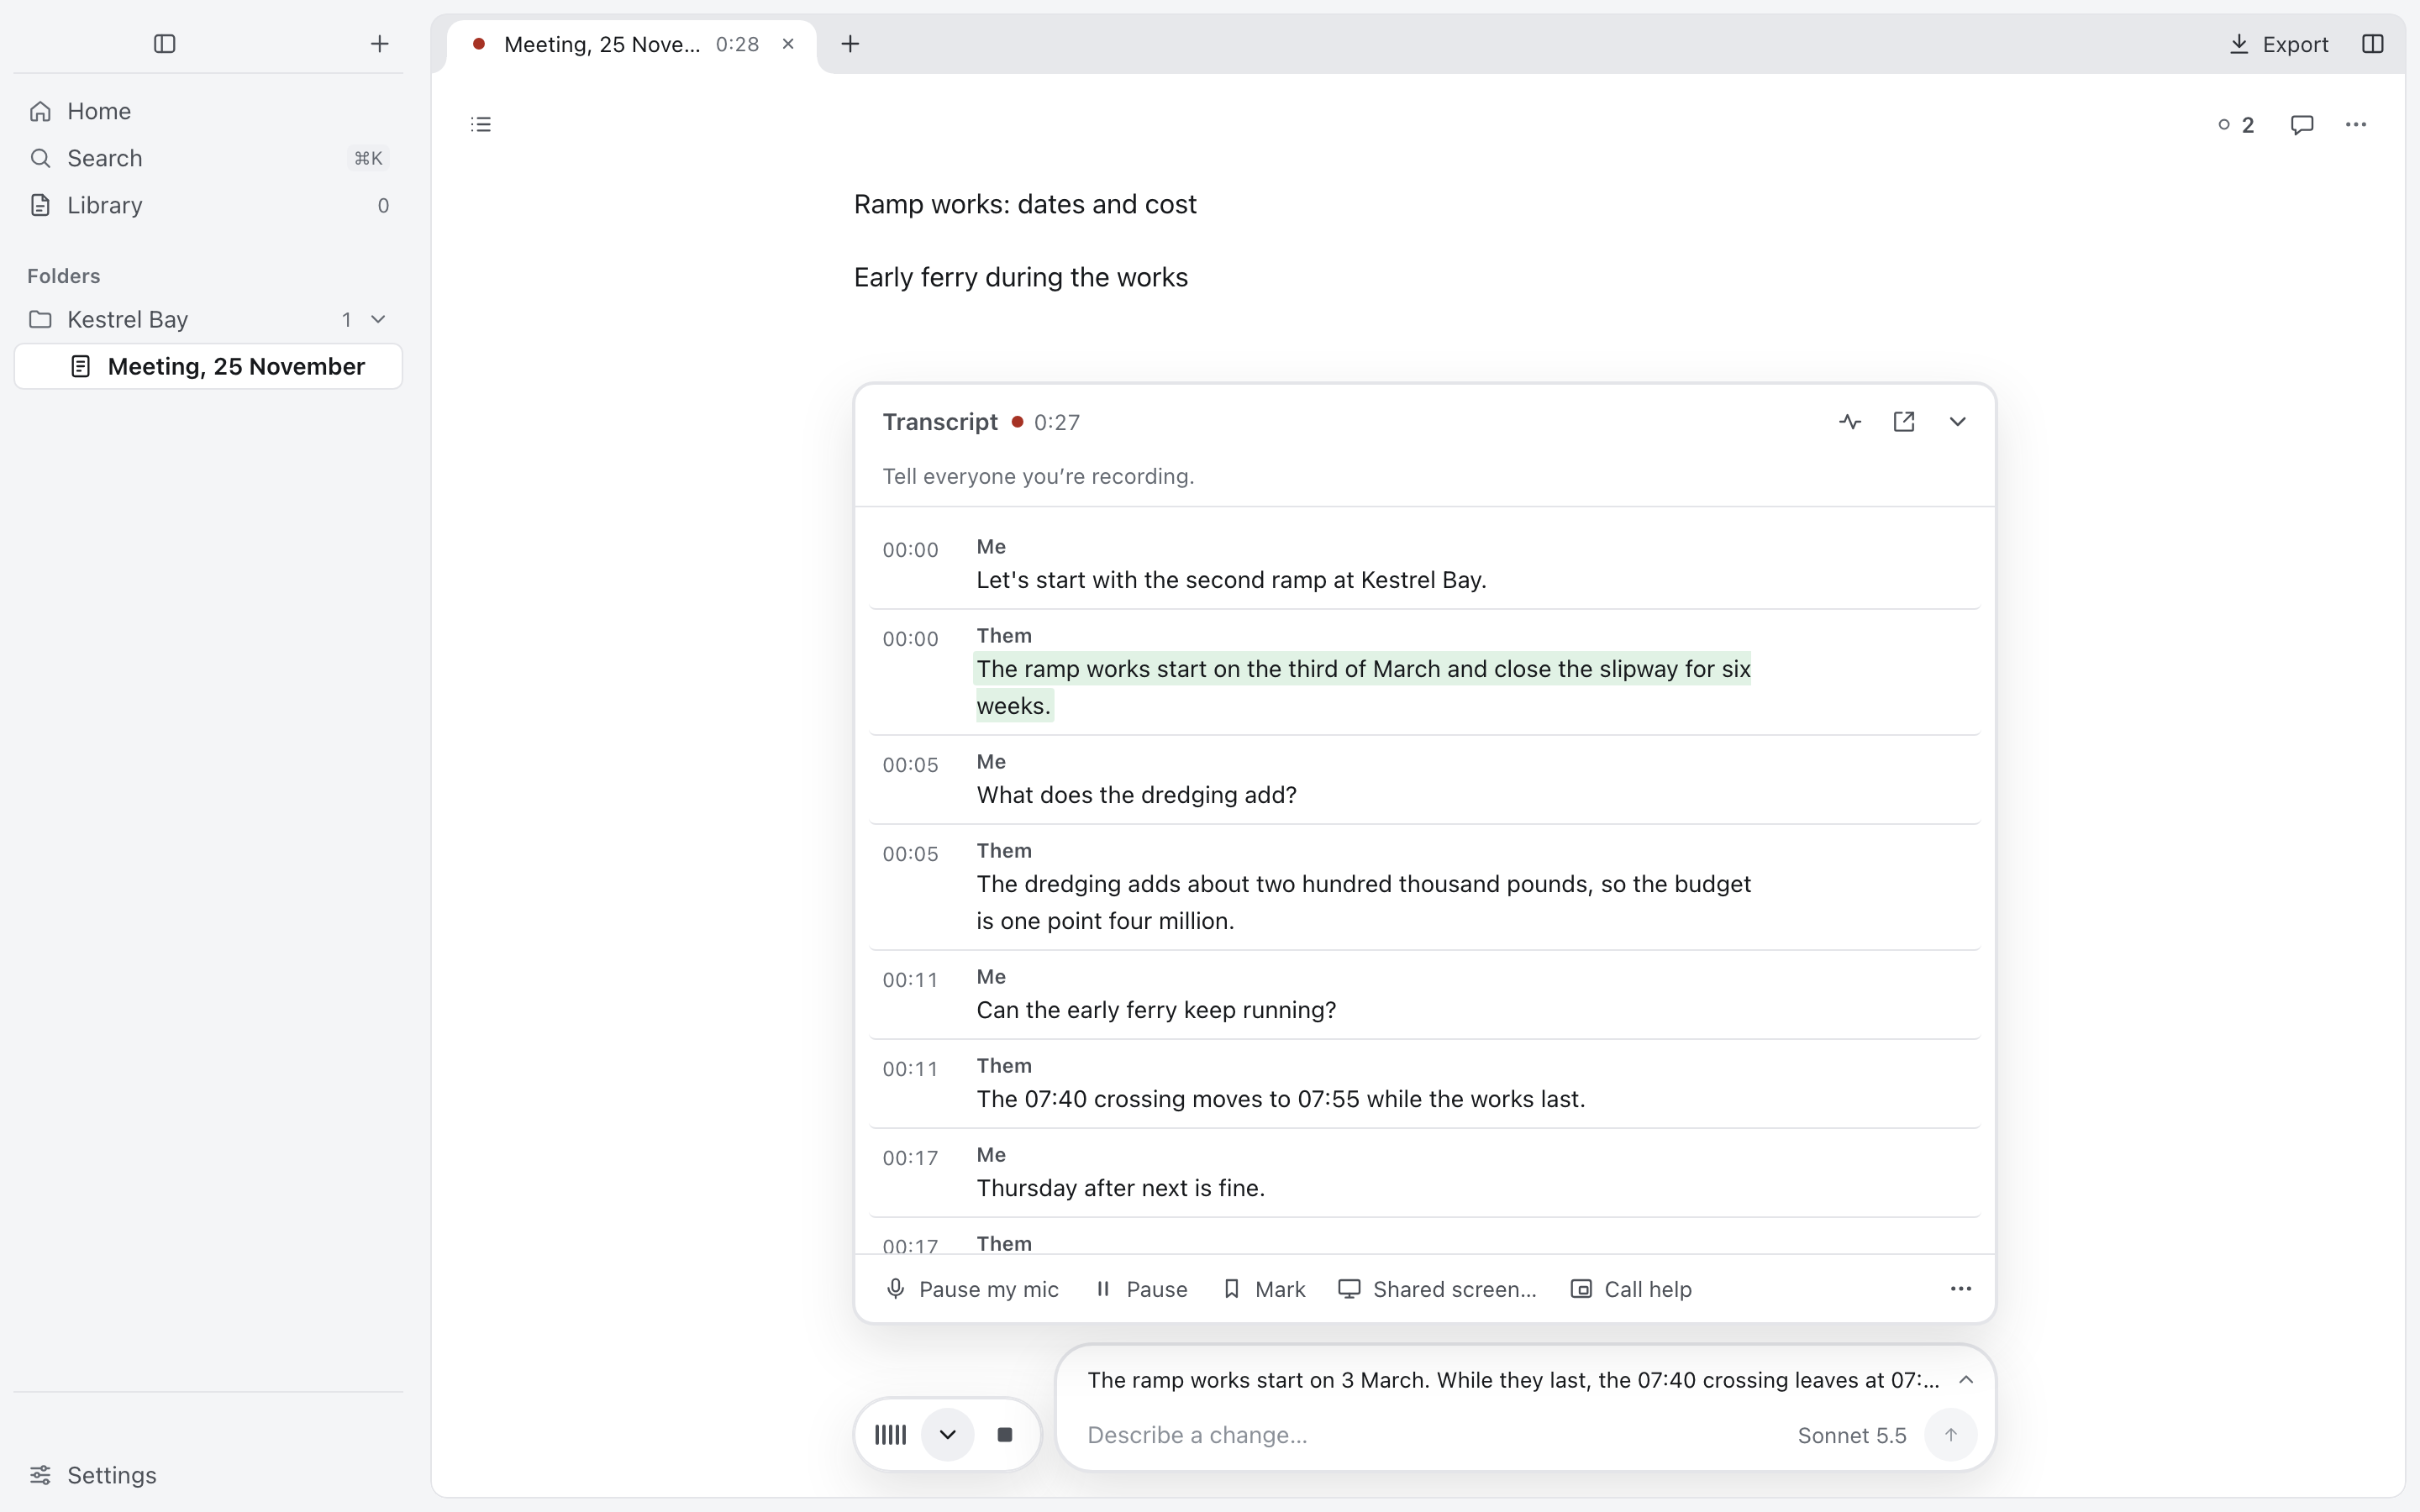 Meeting, 25 Nove... 0:28
Export
Home
Search ⌘K
Library 0
Folders
Kestrel Bay 1
Meeting, 25 November
Settings
2
Ramp works: dates and cost
Early ferry during the works
Transcript 0:27
Tell everyone you’re recording.
00:00 Me
Let's start with the second ramp at Kestrel Bay.
00:00 Them
The ramp works start on the third of March and close the slipway for six
weeks.
00:05 Me
What does the dredging add?
00:05 Them
The dredging adds about two hundred thousand pounds, so the budget
is one point four million.
00:11 Me
Can the early ferry keep running?
00:11 Them
The 07:40 crossing moves to 07:55 while the works last.
00:17 Me
Thursday after next is fine.
00:17 Them
Pause my mic Pause Mark Shared screen... Call help
The ramp works start on 3 March. While they last, the 07:40 crossing leaves at 07:...
Describe a change... Sonnet 5.5